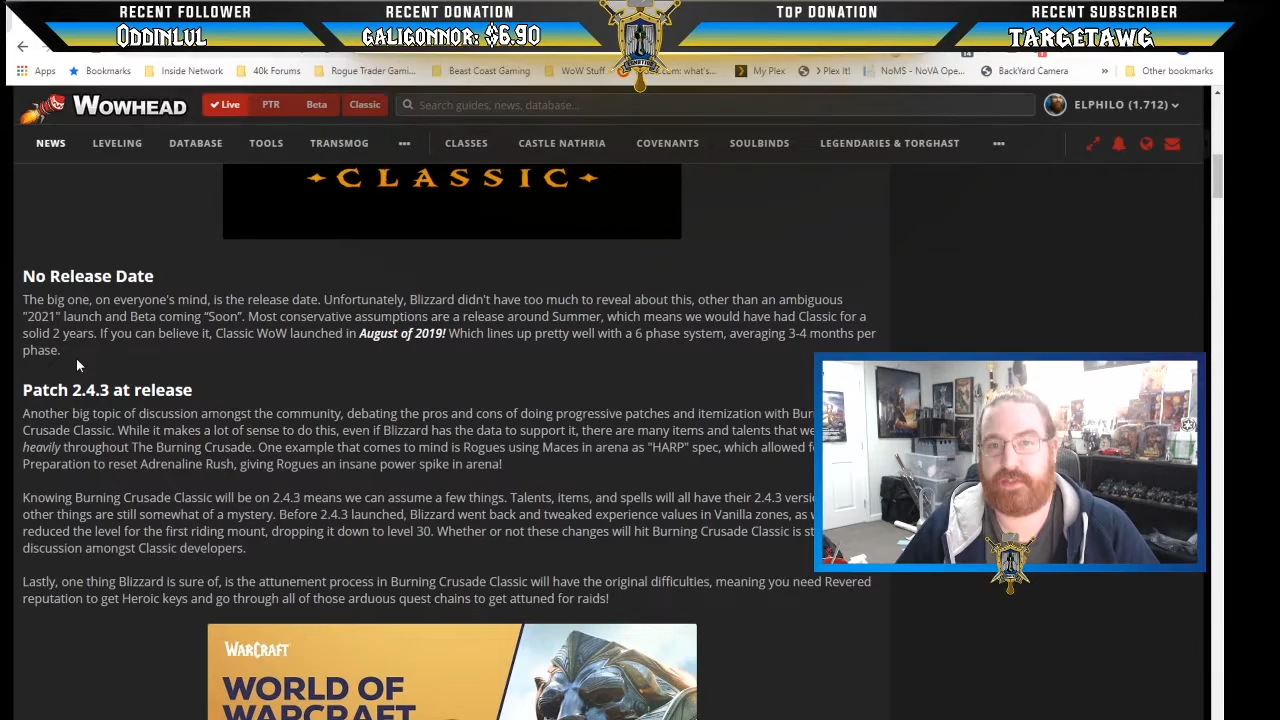 RECENT FOLLOWER
RECENT DONATION
TOP DONATION
RECENT SUBSCRIBER
ODDINLUL
GALIGONNOR: $6.90
TARGETAWG
Apps Bookmarks Inside Network 40k Forums Rogue Trader Gami... Beast Coast Gaming WoW Stuff .com: what's... My Plex Plex It! NoMS - NoVA Ope... BackYard Camera » Other bookmarks
WOWHEAD Live PTR Beta Classic Search guides, news, database... ELPHILO (1.712)
NEWS LEVELING DATABASE TOOLS TRANSMOG ••• CLASSES CASTLE NATHRIA COVENANTS SOULBINDS LEGENDARIES & TORGHAST •••
CLASSIC
No Release Date
The big one, on everyone's mind, is the release date. Unfortunately, Blizzard didn't have too much to reveal about this, other than an ambiguous
"2021" launch and Beta coming “Soon”. Most conservative assumptions are a release around Summer, which means we would have had Classic for a
solid 2 years. If you can believe it, Classic WoW launched in August of 2019! Which lines up pretty well with a 6 phase system, averaging 3-4 months per
phase.
Patch 2.4.3 at release
Another big topic of discussion amongst the community, debating the pros and cons of doing progressive patches and itemization with Bur
Crusade Classic. While it makes a lot of sense to do this, even if Blizzard has the data to support it, there are many items and talents that we
heavily throughout The Burning Crusade. One example that comes to mind is Rogues using Maces in arena as "HARP" spec, which allowed f
Preparation to reset Adrenaline Rush, giving Rogues an insane power spike in arena!
Knowing Burning Crusade Classic will be on 2.4.3 means we can assume a few things. Talents, items, and spells will all have their 2.4.3 versi
other things are still somewhat of a mystery. Before 2.4.3 launched, Blizzard went back and tweaked experience values in Vanilla zones, as w
reduced the level for the first riding mount, dropping it down to level 30. Whether or not these changes will hit Burning Crusade Classic is st
discussion amongst Classic developers.
Lastly, one thing Blizzard is sure of, is the attunement process in Burning Crusade Classic will have the original difficulties, meaning you need Revered
reputation to get Heroic keys and go through all of those arduous quest chains to get attuned for raids!
WARCRAFT
WORLD OF
WARCRAFT